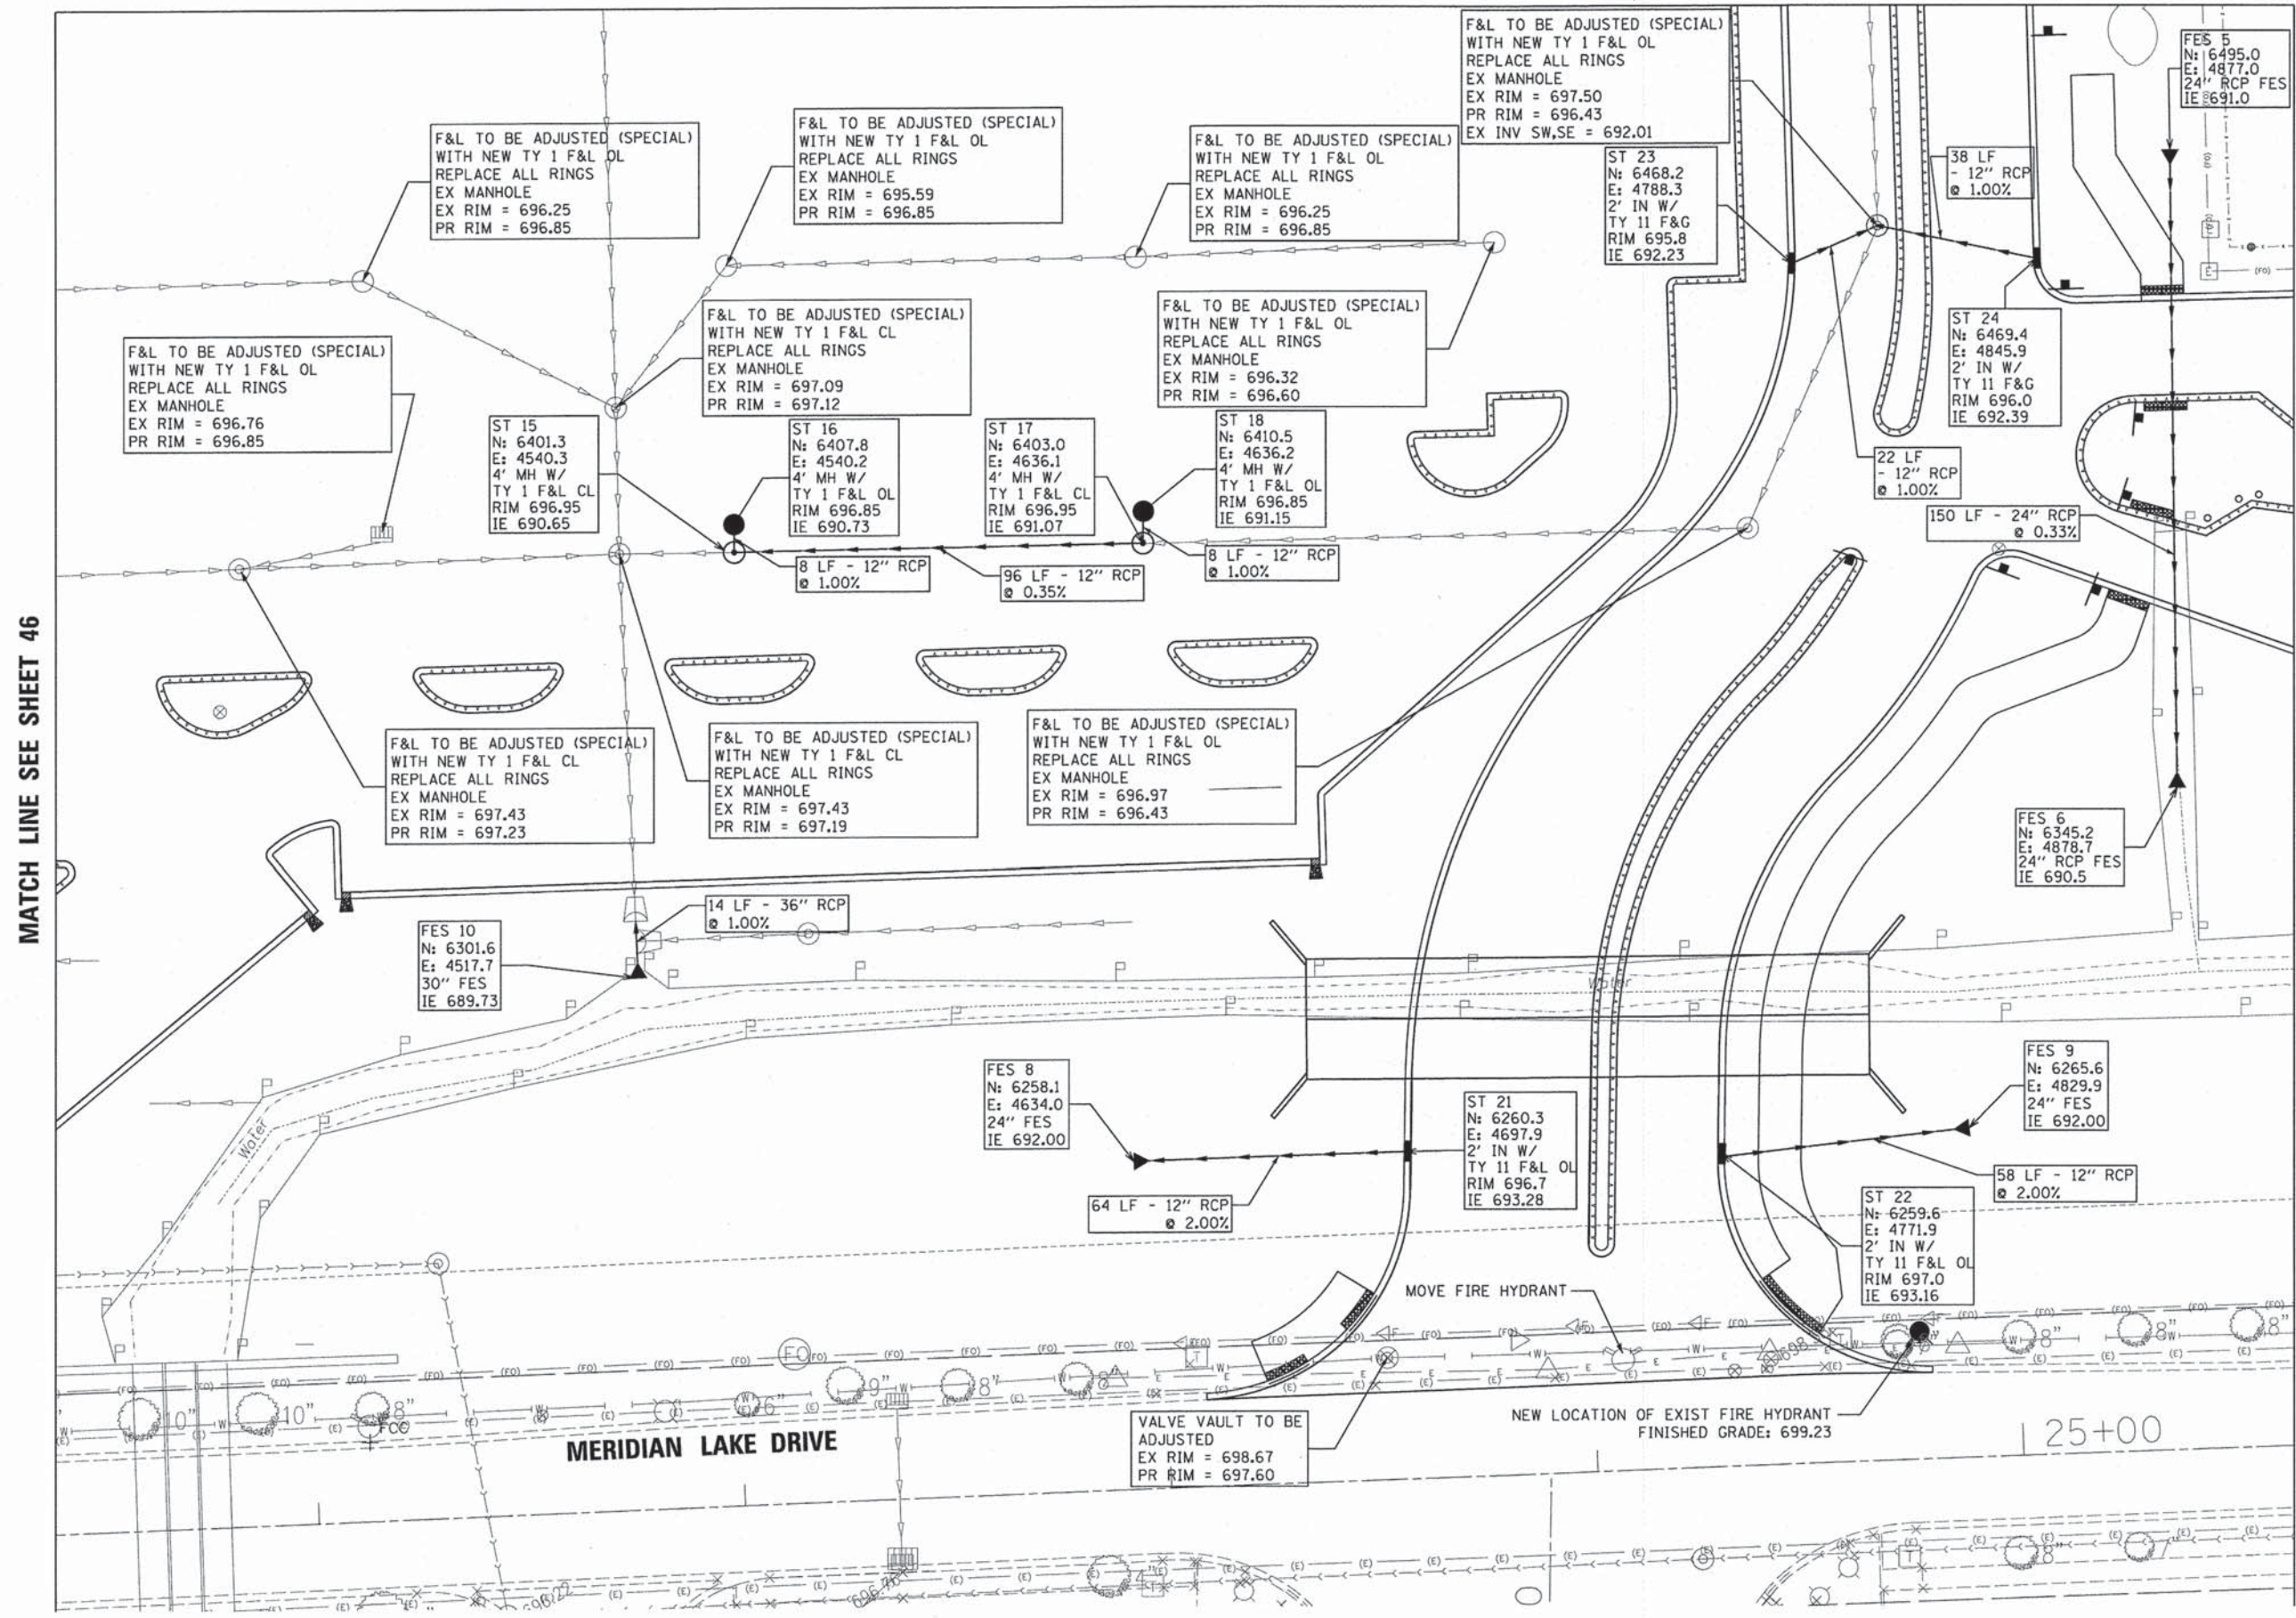 MATCH LINE SEE SHEET 46
F&L TO BE ADJUSTED (SPECIAL)
WITH NEW TY 1 F&L OL
REPLACE ALL RINGS
EX MANHOLE
EX RIM = 696.25
PR RIM = 696.85
F&L TO BE ADJUSTED (SPECIAL)
WITH NEW TY 1 F&L OL
REPLACE ALL RINGS
EX MANHOLE
EX RIM = 695.59
PR RIM = 696.85
F&L TO BE ADJUSTED (SPECIAL)
WITH NEW TY 1 F&L OL
REPLACE ALL RINGS
EX MANHOLE
EX RIM = 696.25
PR RIM = 696.85
F&L TO BE ADJUSTED (SPECIAL)
WITH NEW TY 1 F&L OL
REPLACE ALL RINGS
EX MANHOLE
EX RIM = 697.50
PR RIM = 696.43
EX INV SW,SE = 692.01
FES 5
N: 6495.0
E: 4877.0
24" RCP FES
IE 691.0
ST 23
N: 6468.2
E: 4788.3
2' IN W/
TY 11 F&G
RIM 695.8
IE 692.23
38 LF
- 12" RCP
@ 1.00%
F&L TO BE ADJUSTED (SPECIAL)
WITH NEW TY 1 F&L OL
REPLACE ALL RINGS
EX MANHOLE
EX RIM = 696.76
PR RIM = 696.85
F&L TO BE ADJUSTED (SPECIAL)
WITH NEW TY 1 F&L CL
REPLACE ALL RINGS
EX MANHOLE
EX RIM = 697.09
PR RIM = 697.12
F&L TO BE ADJUSTED (SPECIAL)
WITH NEW TY 1 F&L OL
REPLACE ALL RINGS
EX MANHOLE
EX RIM = 696.32
PR RIM = 696.60
ST 24
N: 6469.4
E: 4845.9
2' IN W/
TY 11 F&G
RIM 696.0
IE 692.39
ST 15
N: 6401.3
E: 4540.3
4' MH W/
TY 1 F&L CL
RIM 696.95
IE 690.65
ST 16
N: 6407.8
E: 4540.2
4' MH W/
TY 1 F&L OL
RIM 696.85
IE 690.73
ST 17
N: 6403.0
E: 4636.1
4' MH W/
TY 1 F&L CL
RIM 696.95
IE 691.07
ST 18
N: 6410.5
E: 4636.2
4' MH W/
TY 1 F&L OL
RIM 696.85
IE 691.15
22 LF
- 12" RCP
@ 1.00%
150 LF - 24" RCP
@ 0.33%
8 LF - 12" RCP
@ 1.00%
96 LF - 12" RCP
@ 0.35%
8 LF - 12" RCP
@ 1.00%
F&L TO BE ADJUSTED (SPECIAL)
WITH NEW TY 1 F&L CL
REPLACE ALL RINGS
EX MANHOLE
EX RIM = 697.43
PR RIM = 697.23
F&L TO BE ADJUSTED (SPECIAL)
WITH NEW TY 1 F&L CL
REPLACE ALL RINGS
EX MANHOLE
EX RIM = 697.43
PR RIM = 697.19
F&L TO BE ADJUSTED (SPECIAL)
WITH NEW TY 1 F&L OL
REPLACE ALL RINGS
EX MANHOLE
EX RIM = 696.97
PR RIM = 696.43
FES 6
N: 6345.2
E: 4878.7
24" RCP FES
IE 690.5
14 LF - 36" RCP
@ 1.00%
FES 10
N: 6301.6
E: 4517.7
30" FES
IE 689.73
Water
Water
FES 8
N: 6258.1
E: 4634.0
24" FES
IE 692.00
ST 21
N: 6260.3
E: 4697.9
2' IN W/
TY 11 F&L OL
RIM 696.7
IE 693.28
FES 9
N: 6265.6
E: 4829.9
24" FES
IE 692.00
64 LF - 12" RCP
@ 2.00%
58 LF - 12" RCP
@ 2.00%
ST 22
N: 6259.6
E: 4771.9
2' IN W/
TY 11 F&L OL
RIM 697.0
IE 693.16
MOVE FIRE HYDRANT
NEW LOCATION OF EXIST FIRE HYDRANT
FINISHED GRADE: 699.23
VALVE VAULT TO BE
ADJUSTED
EX RIM = 698.67
PR RIM = 697.60
MERIDIAN LAKE DRIVE
25+00
10"
10"
8"
6"
9"
8"
8"
8"
8"
8"
FO